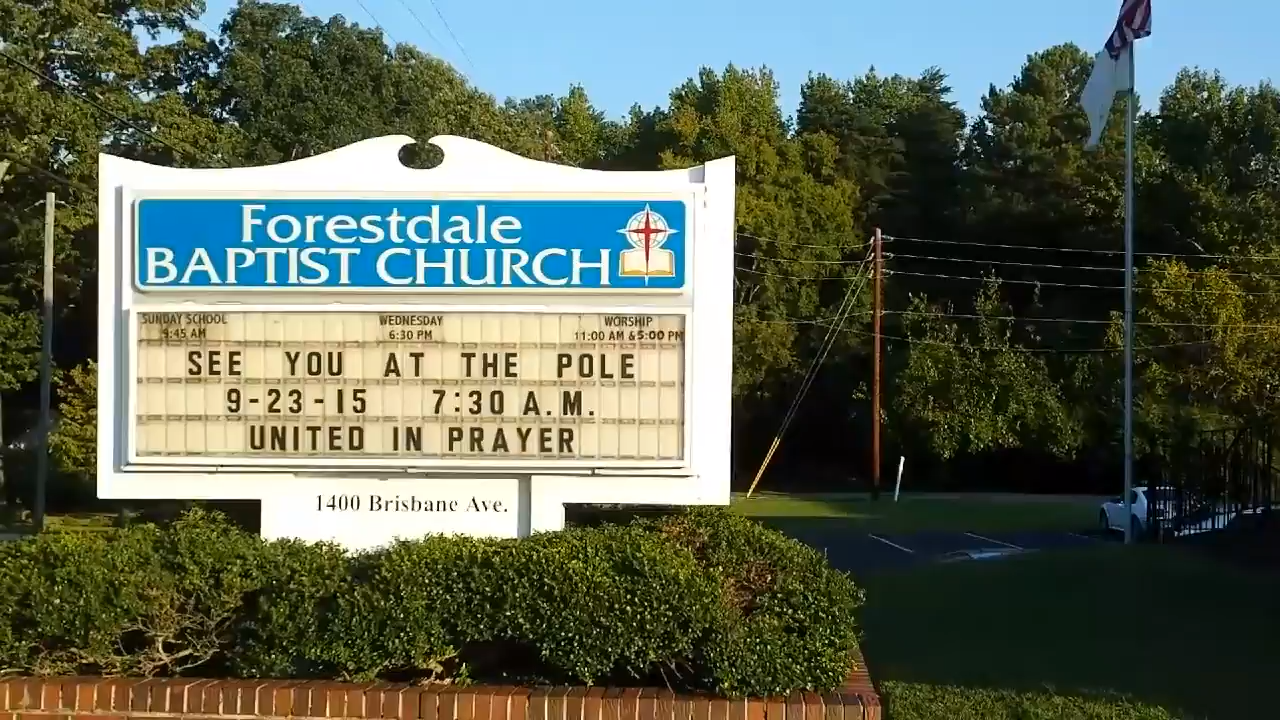 Forestdale
BAPTIST CHURCH
SUNDAY SCHOOL WEDNESDAY WORSHIP
9:45 AM 6:30 PM 11:00 AM & 5:00 PM
SEE YOU AT THE POLE
9-23-15 7:30 A.M.
UNITED IN PRAYER
1400 Brisbane Ave.